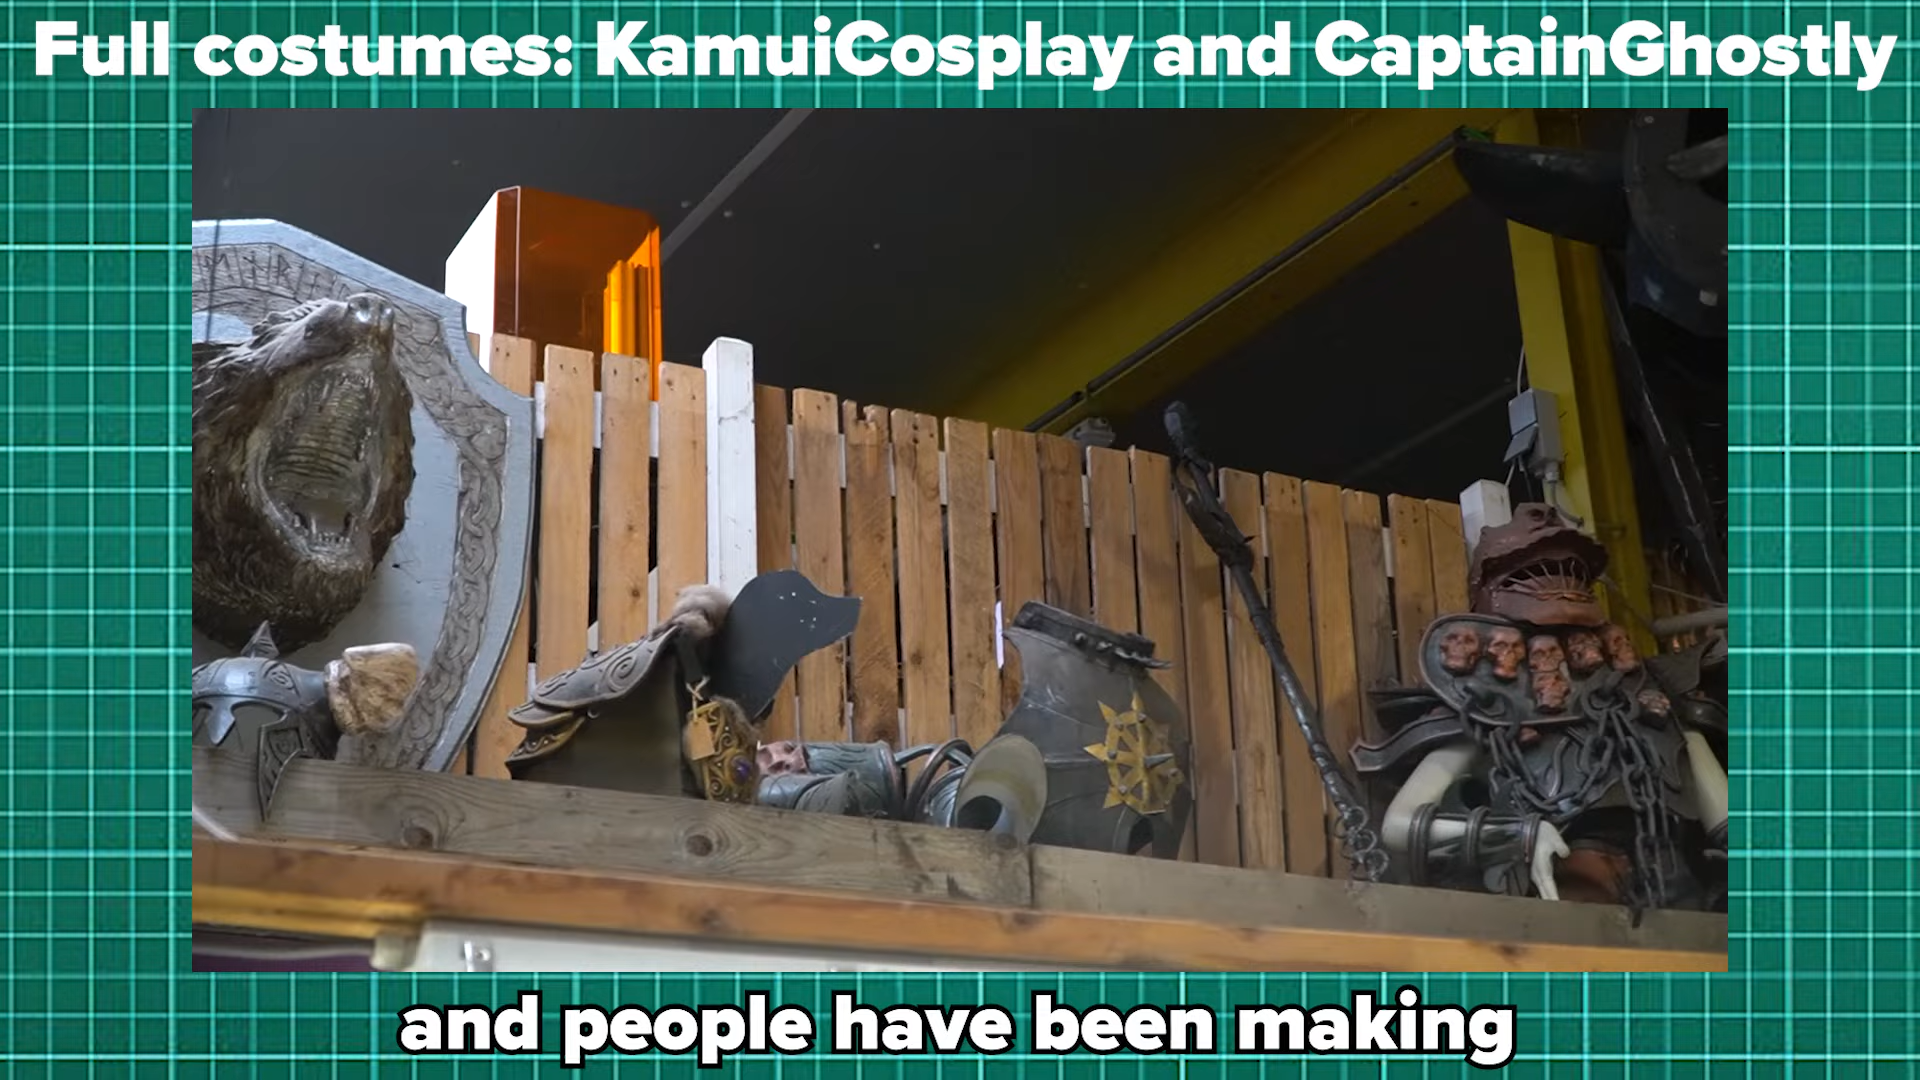 Full costumes: KamuiCosplay and CaptainGhostly
and people have been making